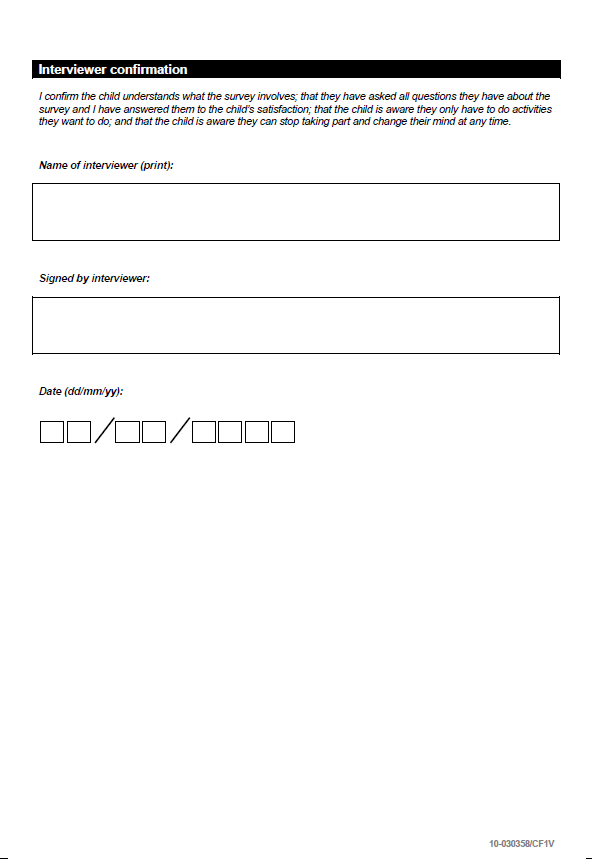 Interviewer confirmation
I confirm the child understands what the survey involves; that they have asked all questions they have about the
survey and I have answered them to the child's satisfaction; that the child is aware they only have to do activities
they want to do; and that the child is aware they can stop taking part and change their mind at any time.
Name of interviewer (print):
Signed by interviewer:
Date (dd/mm/yy):
/ /
10-030358/CF1V